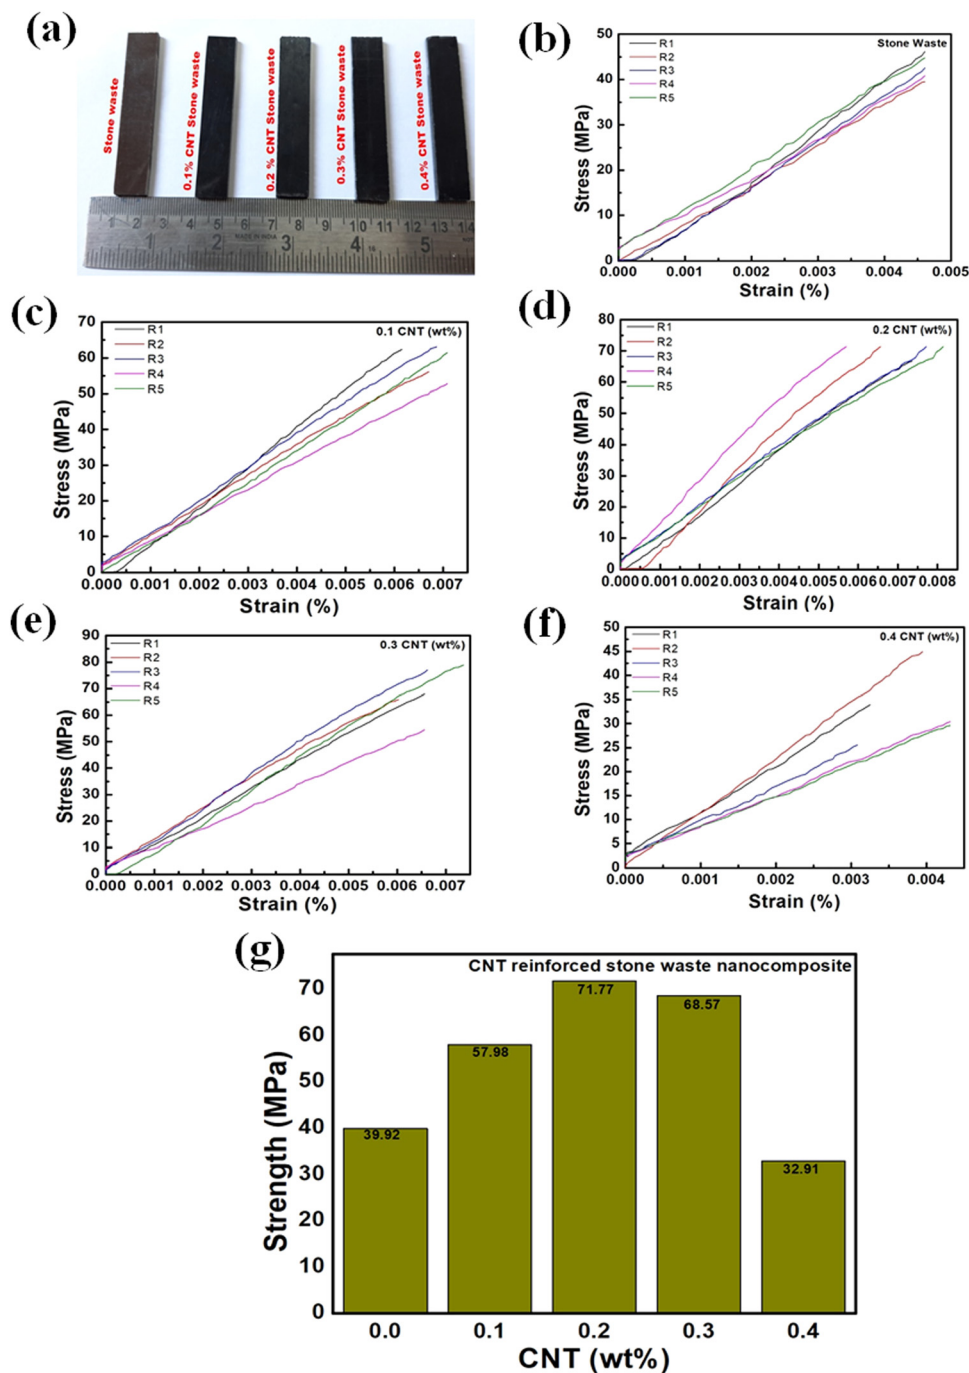 (a)
Stone waste
0.1% CNT Stone waste
0.2 % CNT Stone waste
0.3% CNT Stone waste
0.4% CNT Stone waste
1 2 3 4 5 6 7 8 9 10 11 12 13 14
MADE IN INDIA
1 2 3 4 5
16
(b)
Stone Waste
R1
R2
R3
R4
R5
50
40
30
20
10
0
Stress (MPa)
0.000 0.001 0.002 0.003 0.004 0.005
Strain (%)
(c)
0.1 CNT (wt%)
R1
R2
R3
R4
R5
70
60
50
40
30
20
10
0
Stress (MPa)
0.000 0.001 0.002 0.003 0.004 0.005 0.006 0.007
Strain (%)
(d)
0.2 CNT (wt%)
R1
R2
R3
R4
R5
80
70
60
50
40
30
20
10
0
Stress (MPa)
0.000 0.001 0.002 0.003 0.004 0.005 0.006 0.007 0.008
Strain (%)
(e)
0.3 CNT (wt%)
R1
R2
R3
R4
R5
90
80
70
60
50
40
30
20
10
0
Stress (MPa)
0.000 0.001 0.002 0.003 0.004 0.005 0.006 0.007
Strain (%)
(f)
0.4 CNT (wt%)
R1
R2
R3
R4
R5
50
45
40
35
30
25
20
15
10
5
0
Stress (MPa)
0.000 0.001 0.002 0.003 0.004
Strain (%)
(g)
CNT reinforced stone waste nanocomposite
70
60
50
40
30
20
10
0
Strength (MPa)
39.92
57.98
71.77
68.57
32.91
0.0 0.1 0.2 0.3 0.4
CNT (wt%)